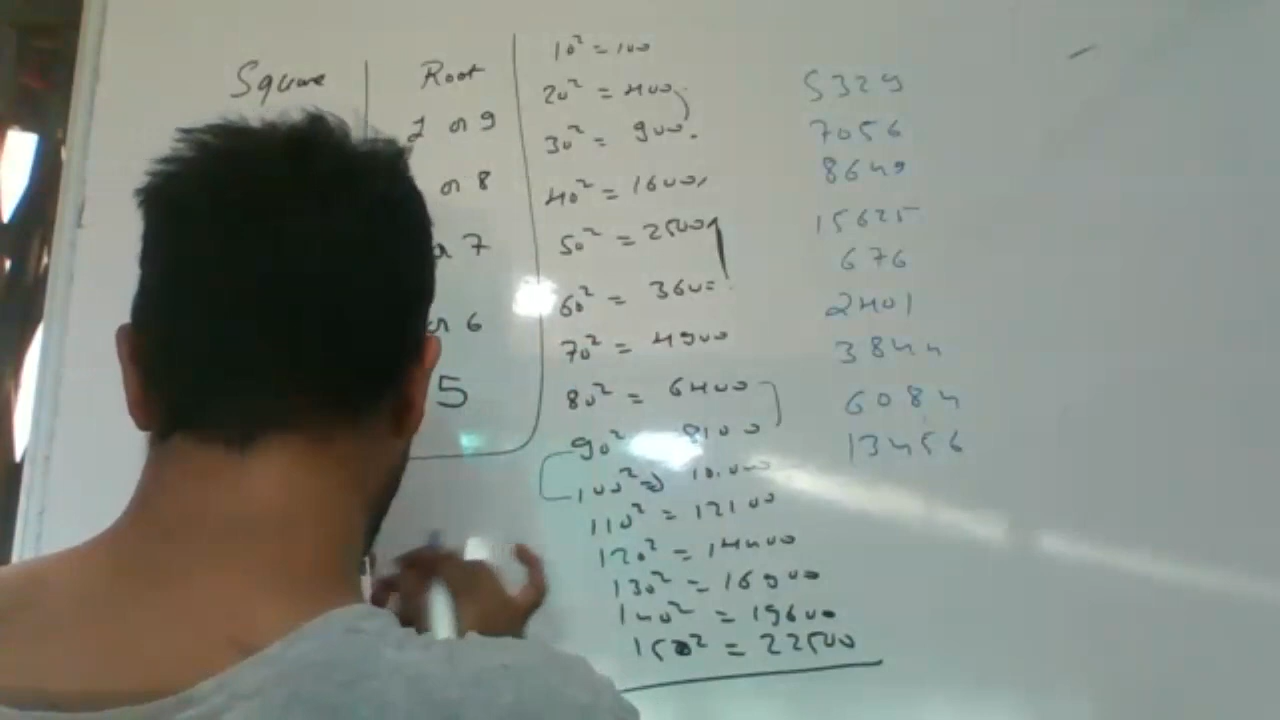 Square Root
1 or 9
or 8
or 7
or 6
5
10² = 100
20² = 400
30² = 900
40² = 1600
50² = 2500
60² = 3600
70² = 4900
80² = 6400
90² 8100
100² = 10,000
110² = 12100
120² = 14400
130² = 16900
140² = 19600
150² = 22500
5329
7056
8649
15625
676
2401
3844
6084
13456